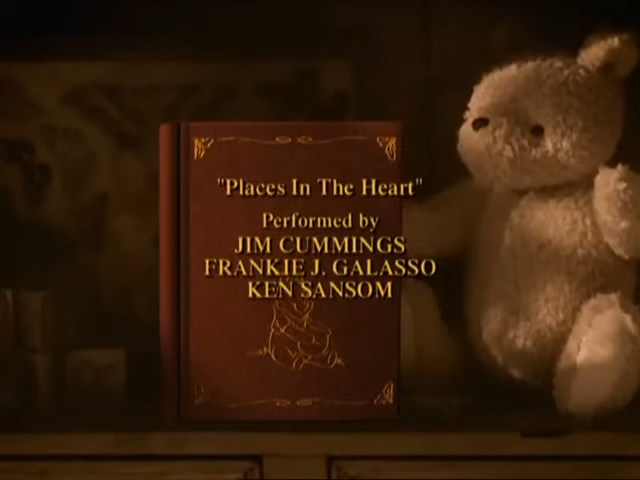 "Places In The Heart"
Performed by
JIM CUMMINGS
FRANKIE J. GALASSO
KEN SANSOM